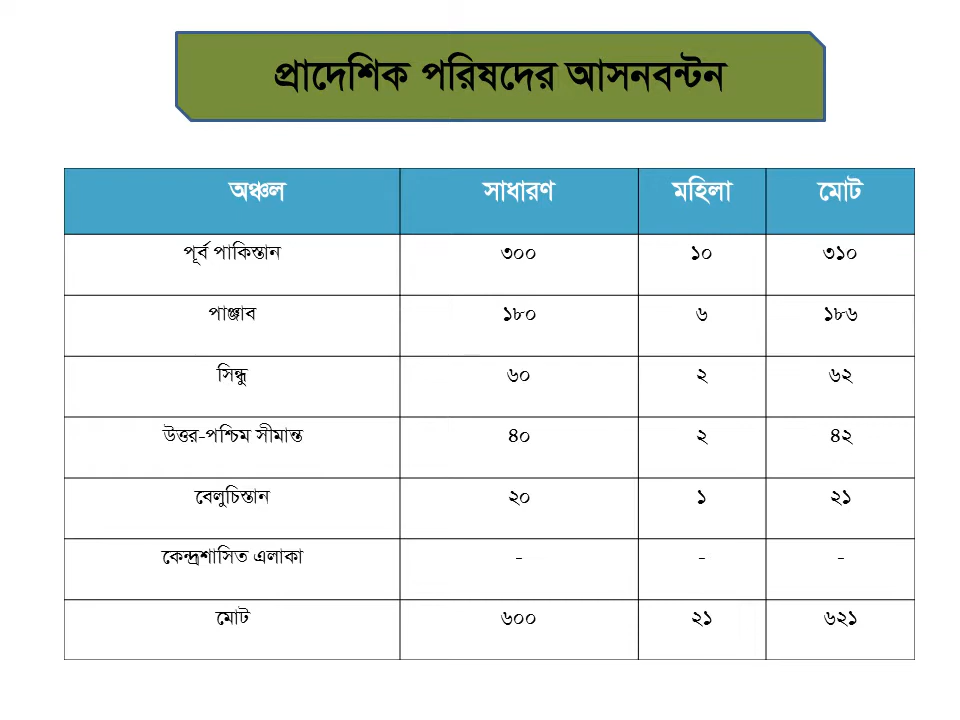 প্রাদেশিক পরিষদের আসনবন্টন
অঞ্চল সাধারণ মহিলা মোট
পূর্ব পাকিস্তান ৩০০ ১০ ৩১০
পাঞ্জাব ১৮০ ৬ ১৮৬
সিন্ধু ৬০ ২ ৬২
উত্তর-পশ্চিম সীমান্ত ৪০ ২ ৪২
বেলুচিস্তান ২০ ১ ২১
কেন্দ্রশাসিত এলাকা - - -
মোট ৬০০ ২১ ৬২১